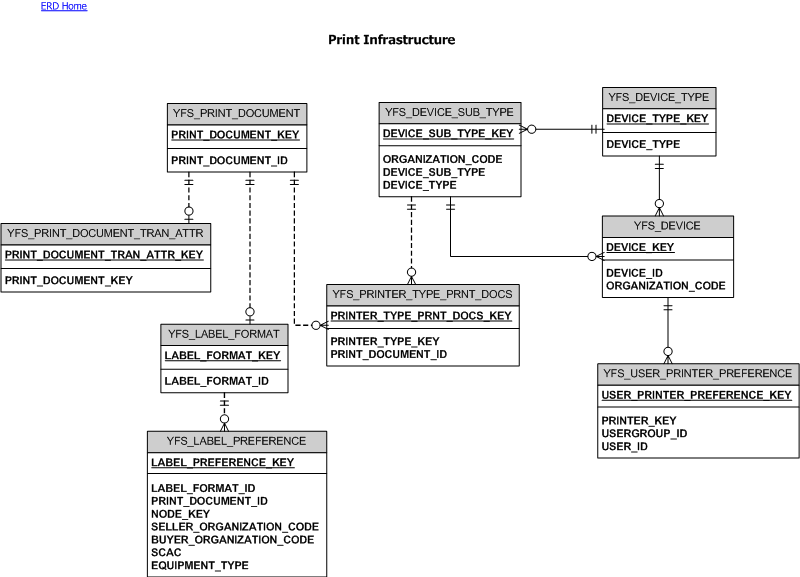 ERD Home
Print Infrastructure
YFS_PRINT_DOCUMENT
PRINT_DOCUMENT_KEY
PRINT_DOCUMENT_ID
YFS_DEVICE_SUB_TYPE
DEVICE_SUB_TYPE_KEY
ORGANIZATION_CODE
DEVICE_SUB_TYPE
DEVICE_TYPE
YFS_DEVICE_TYPE
DEVICE_TYPE_KEY
DEVICE_TYPE
YFS_PRINT_DOCUMENT_TRAN_ATTR
PRINT_DOCUMENT_TRAN_ATTR_KEY
PRINT_DOCUMENT_KEY
YFS_DEVICE
DEVICE_KEY
DEVICE_ID
ORGANIZATION_CODE
YFS_PRINTER_TYPE_PRNT_DOCS
PRINTER_TYPE_PRNT_DOCS_KEY
PRINTER_TYPE_KEY
PRINT_DOCUMENT_ID
YFS_LABEL_FORMAT
LABEL_FORMAT_KEY
LABEL_FORMAT_ID
YFS_USER_PRINTER_PREFERENCE
USER_PRINTER_PREFERENCE_KEY
PRINTER_KEY
USERGROUP_ID
USER_ID
YFS_LABEL_PREFERENCE
LABEL_PREFERENCE_KEY
LABEL_FORMAT_ID
PRINT_DOCUMENT_ID
NODE_KEY
SELLER_ORGANIZATION_CODE
BUYER_ORGANIZATION_CODE
SCAC
EQUIPMENT_TYPE